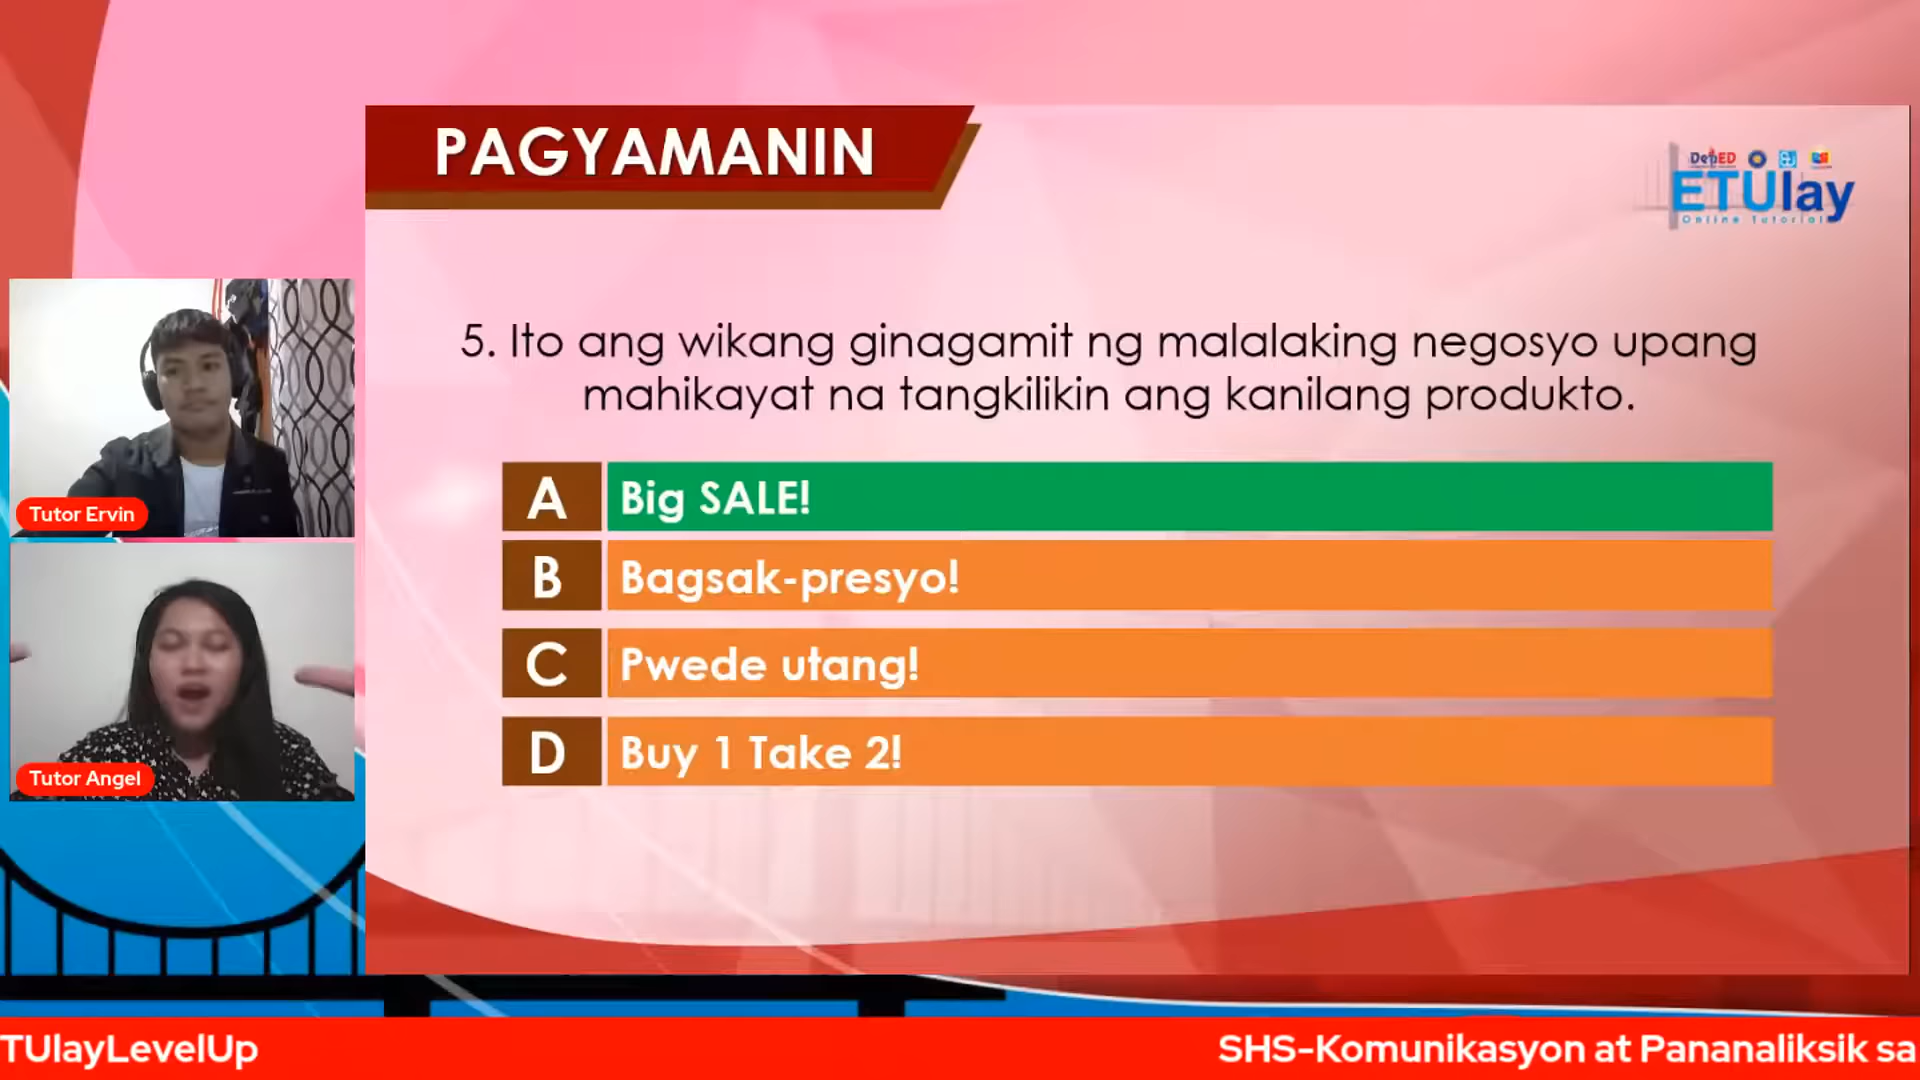 PAGYAMANIN
DepED
ETUlay
Online Tutorial
5. Ito ang wikang ginagamit ng malalaking negosyo upang
mahikayat na tangkilikin ang kanilang produkto.
A Big SALE!
B Bagsak-presyo!
C Pwede utang!
D Buy 1 Take 2!
Tutor Ervin
Tutor Angel
TUlayLevelUp
SHS-Komunikasyon at Pananaliksik sa